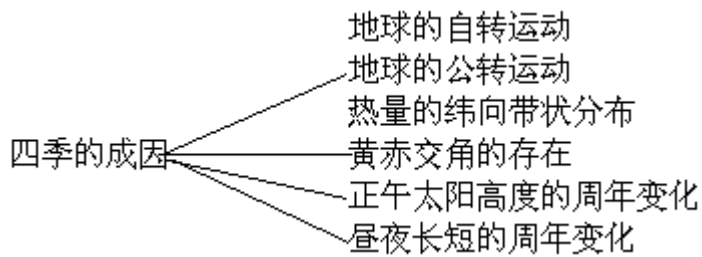 地球的自转运动
地球的公转运动
热量的纬向带状分布
四季的成因
黄赤交角的存在
正午太阳高度的周年变化
昼夜长短的周年变化